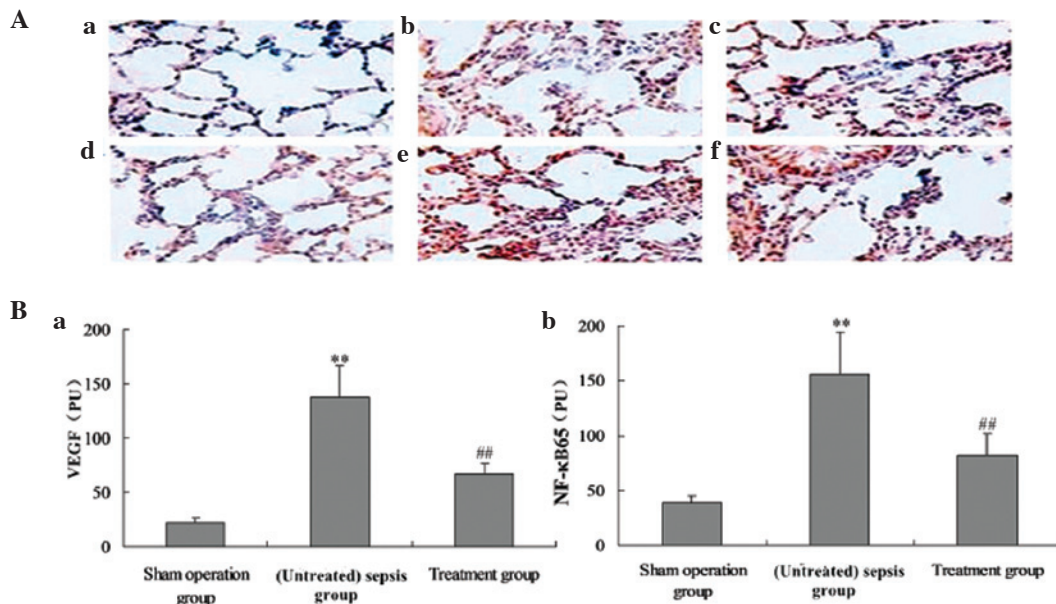 A
a b c
d e f
B
a
200
150
100
50
0
VEGF (PU)
**
##
Sham operation
group
(Untreated) sepsis
group
Treatment group
b
200
150
100
50
0
NF-κB65 (PU)
**
##
Sham operation
group
(Untreated) sepsis
group
Treatment group